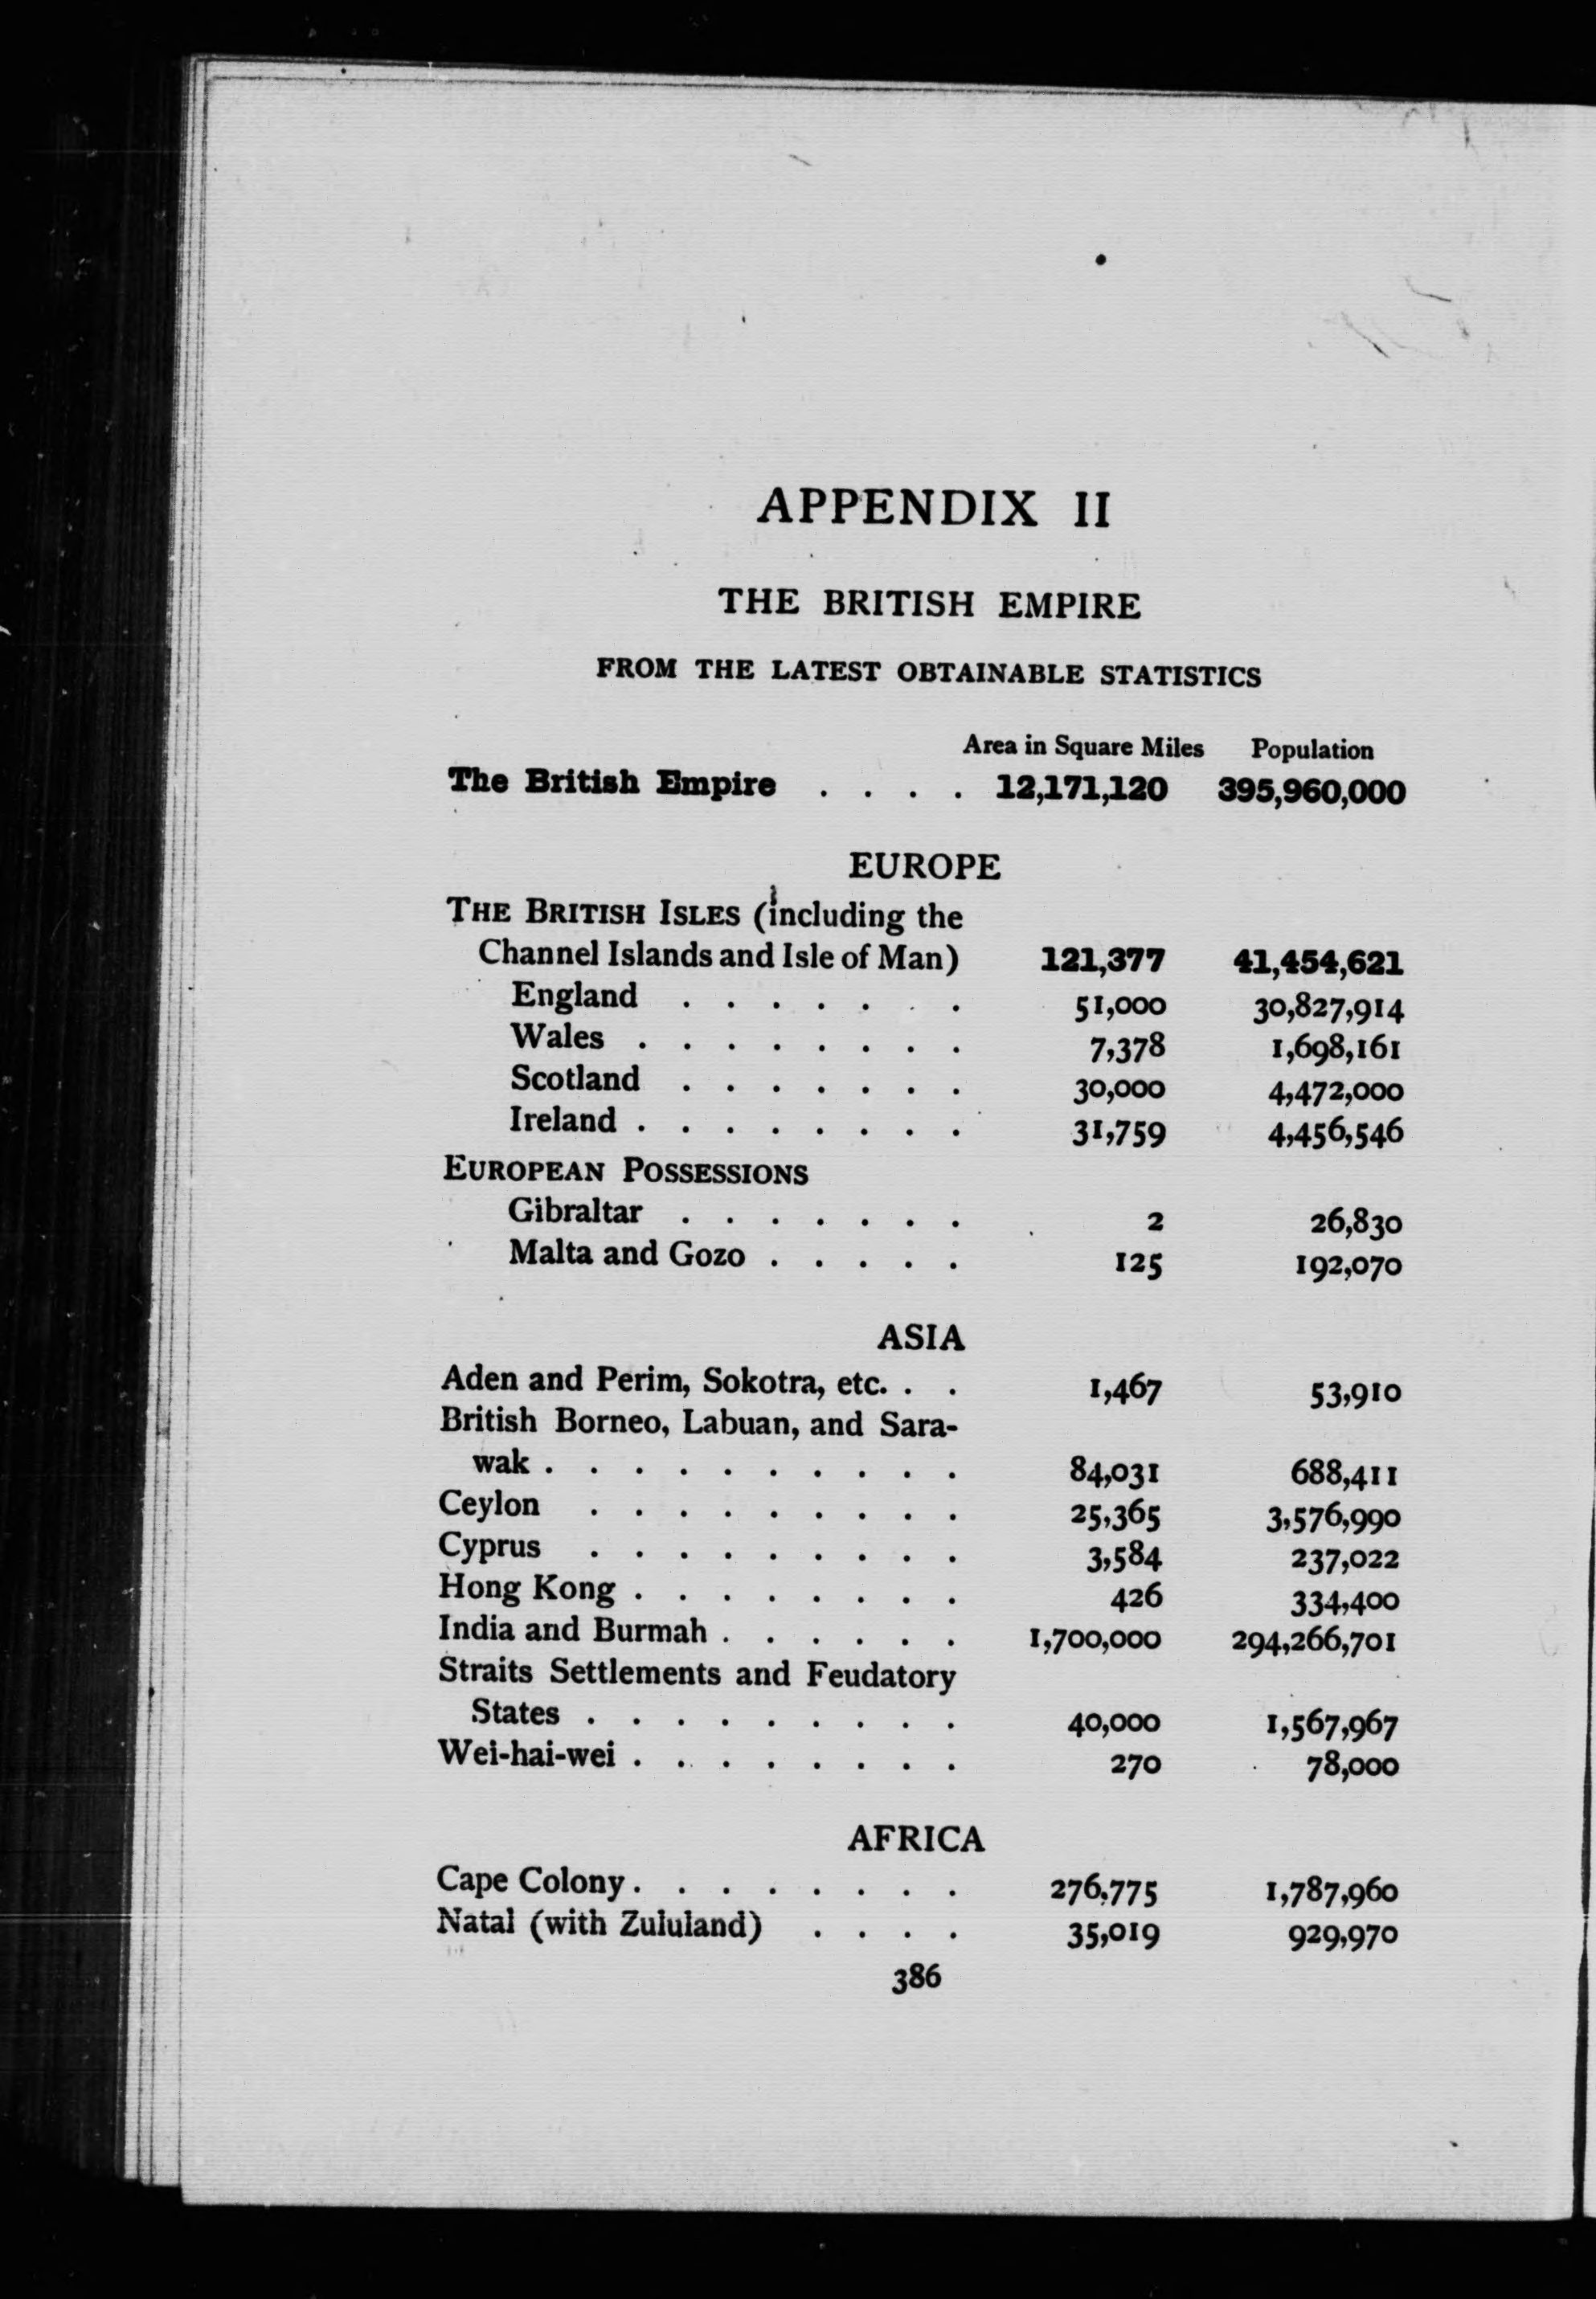 APPENDIX II
THE BRITISH EMPIRE
FROM THE LATEST OBTAINABLE STATISTICS
Area in Square Miles Population
The British Empire . . . . 12,171,120 395,960,000
EUROPE
THE BRITISH ISLES (including the
Channel Islands and Isle of Man) 121,377 41,454,621
England . . . . . . . 51,000 30,827,914
Wales . . . . . . . . 7,378 1,698,161
Scotland . . . . . . . 30,000 4,472,000
Ireland . . . . . . . . 31,759 4,456,546
EUROPEAN POSSESSIONS
Gibraltar . . . . . . . 2 26,830
Malta and Gozo . . . . . 125 192,070
ASIA
Aden and Perim, Sokotra, etc. . . 1,467 53,910
British Borneo, Labuan, and Sara-
wak . . . . . . . . . . 84,031 688,411
Ceylon . . . . . . . . . 25,365 3,576,990
Cyprus . . . . . . . . . 3,584 237,022
Hong Kong . . . . . . . . 426 334,400
India and Burmah . . . . . . 1,700,000 294,266,701
Straits Settlements and Feudatory
States . . . . . . . . . 40,000 1,567,967
Wei-hai-wei . . . . . . . . 270 78,000
AFRICA
Cape Colony . . . . . . . . 276,775 1,787,960
Natal (with Zululand) . . . . 35,019 929,970
386